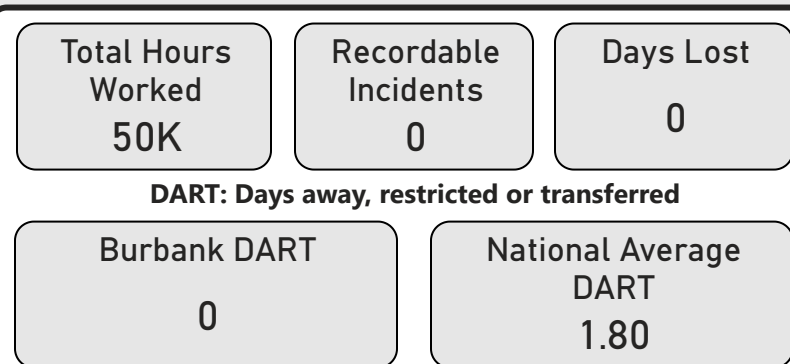 Total Hours
Worked
50K
Recordable
Incidents
0
Days Lost
0
DART: Days away, restricted or transferred
Burbank DART
0
National Average
DART
1.80